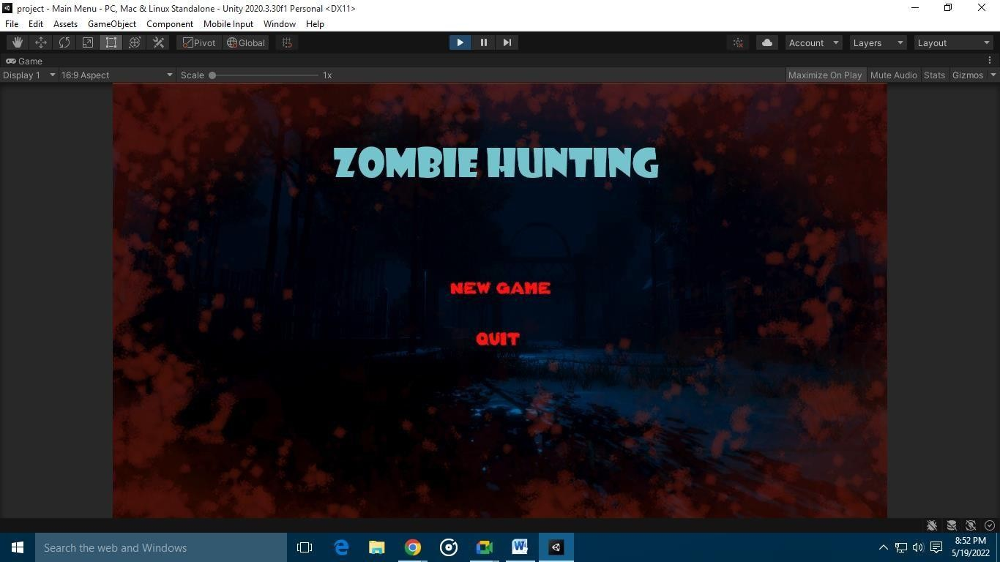 project - Main Menu - PC, Mac & Linux Standalone - Unity 2020.3.30f1 Personal <DX11>
File Edit Assets GameObject Component Mobile Input Window Help
Pivot Global Account Layers Layout
Game
Display 1 16:9 Aspect Scale 1x Maximize On Play Mute Audio Stats Gizmos
ZOMBIE HUNTING
NEW GAME
QUIT
Search the web and Windows
8:52 PM
5/19/2022